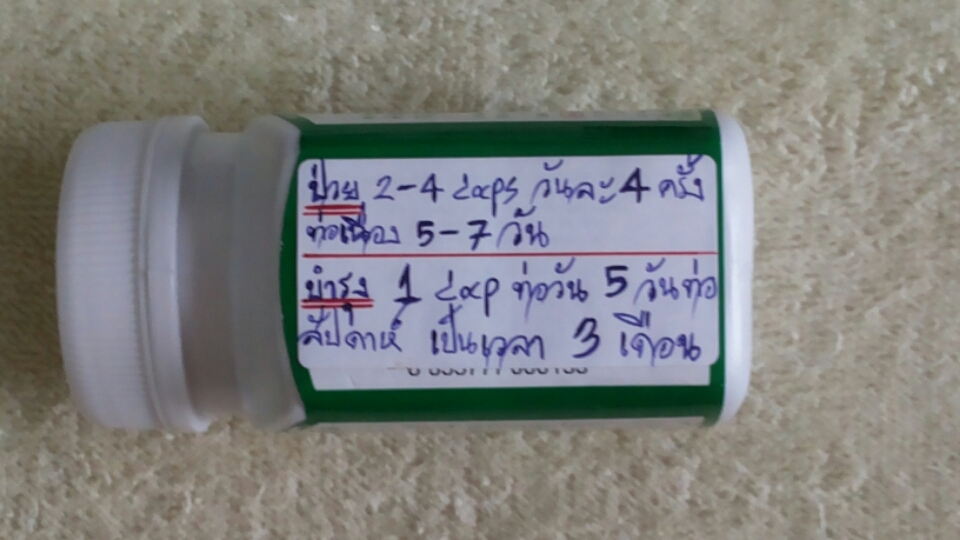 ป่วย 2-4 caps วันละ 4 ครั้ง
ต่อเนื่อง 5-7 วัน
บำรุง 1 cap ต่อวัน 5 วันต่อ
สัปดาห์ เป็นเวลา 3 เดือน